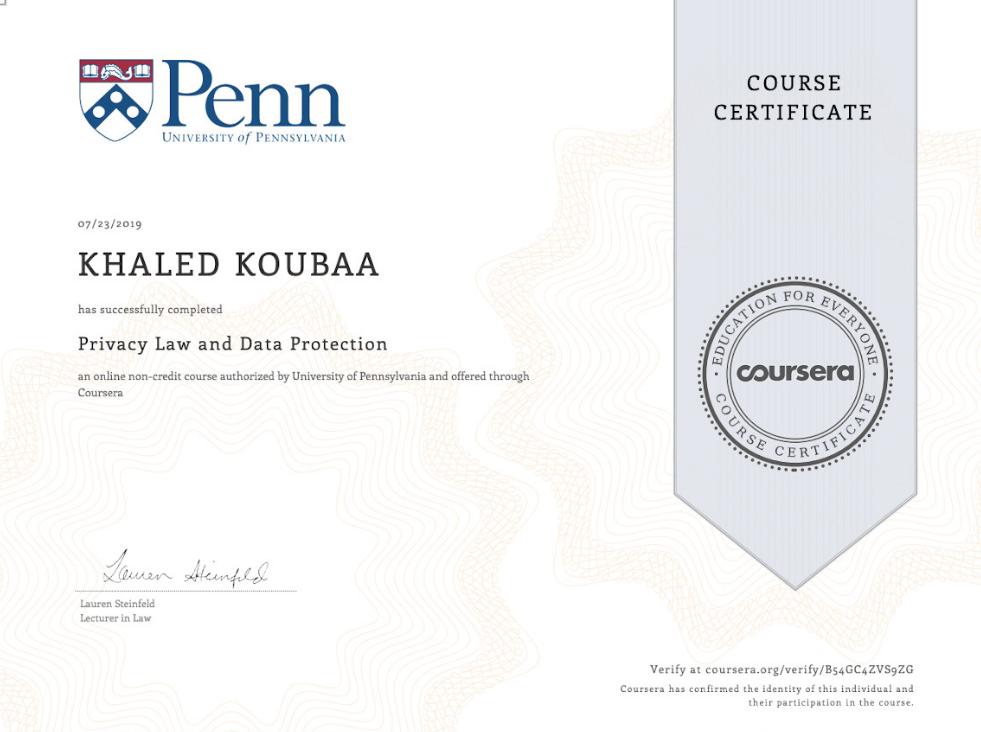 Penn
UNIVERSITY of PENNSYLVANIA
COURSE
CERTIFICATE
07/23/2019
KHALED KOUBAA
has successfully completed
Privacy Law and Data Protection
an online non-credit course authorized by University of Pennsylvania and offered through
Coursera
EDUCATION FOR EVERYONE
coursera
COURSE CERTIFICATE
Lauren Steinfeld
Lauren Steinfeld
Lecturer in Law
Verify at coursera.org/verify/B54GC4ZVS9ZG
Coursera has confirmed the identity of this individual and
their participation in the course.